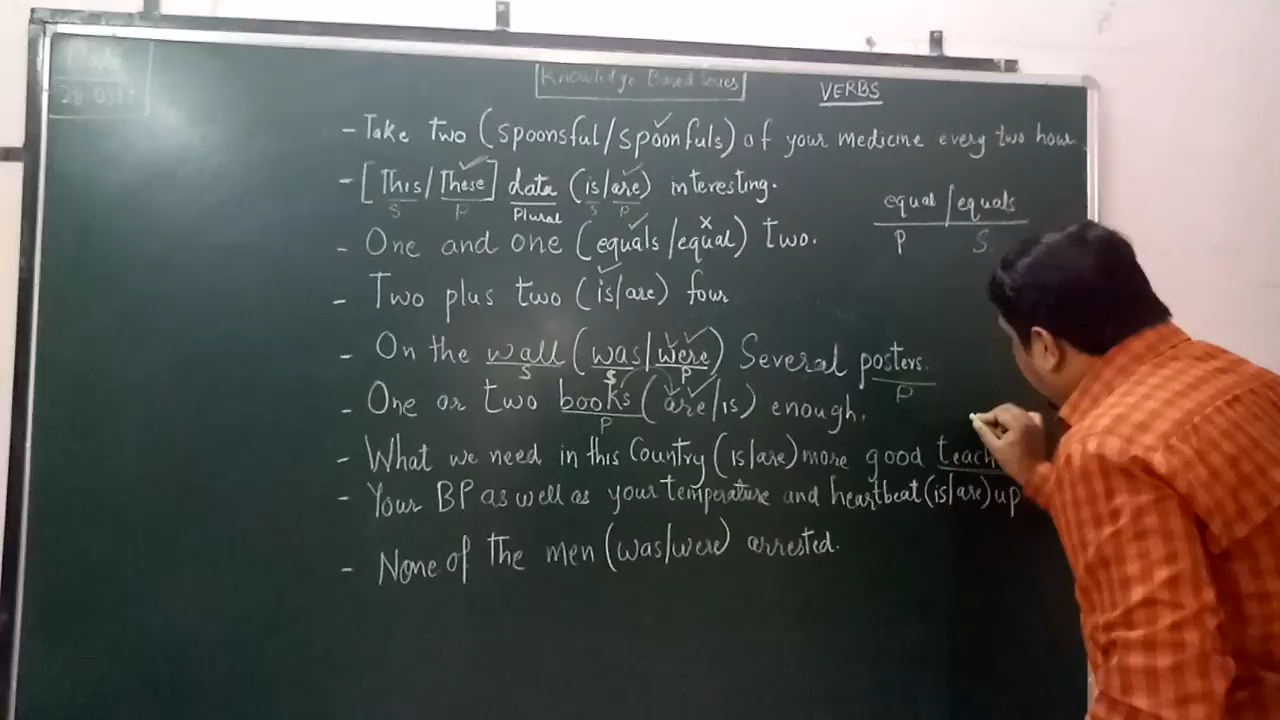 Date
28-0517
Knowledge Based Series
VERBS
- Take two (spoonsful/spoonfuls) of your medicine every two hour
- [This/These] data (is/are) interesting.
S P Plural S P
equal/equals
P S
- One and one (equals/equal) two.
- Two plus two (is/are) four
- On the wall (was/were) Several posters.
S S P P
- One or two books (are/is) enough.
P
- What we need in this Country (is/are) more good teach
- Your BP as well as your temperature and heartbeat (is/are) up
- None of the men (was/were) arrested.